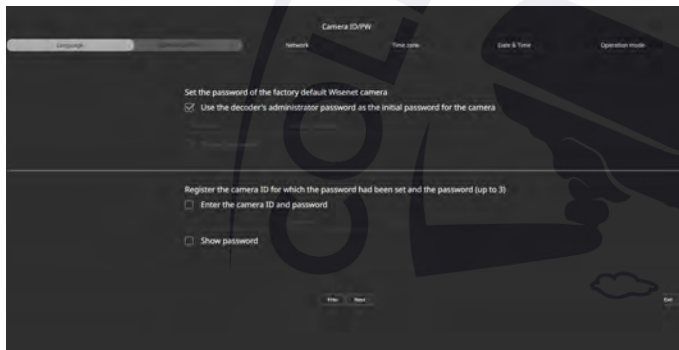 Camera ID/PW
Language
Network
Time zone
Date & Time
Operation mode
Set the password of the factory default Wisenet camera
Use the decoder's administrator password as the initial password for the camera
Register the camera ID for which the password had been set and the password (up to 3)
Enter the camera ID and password
Show password
Prev
Next
Exit